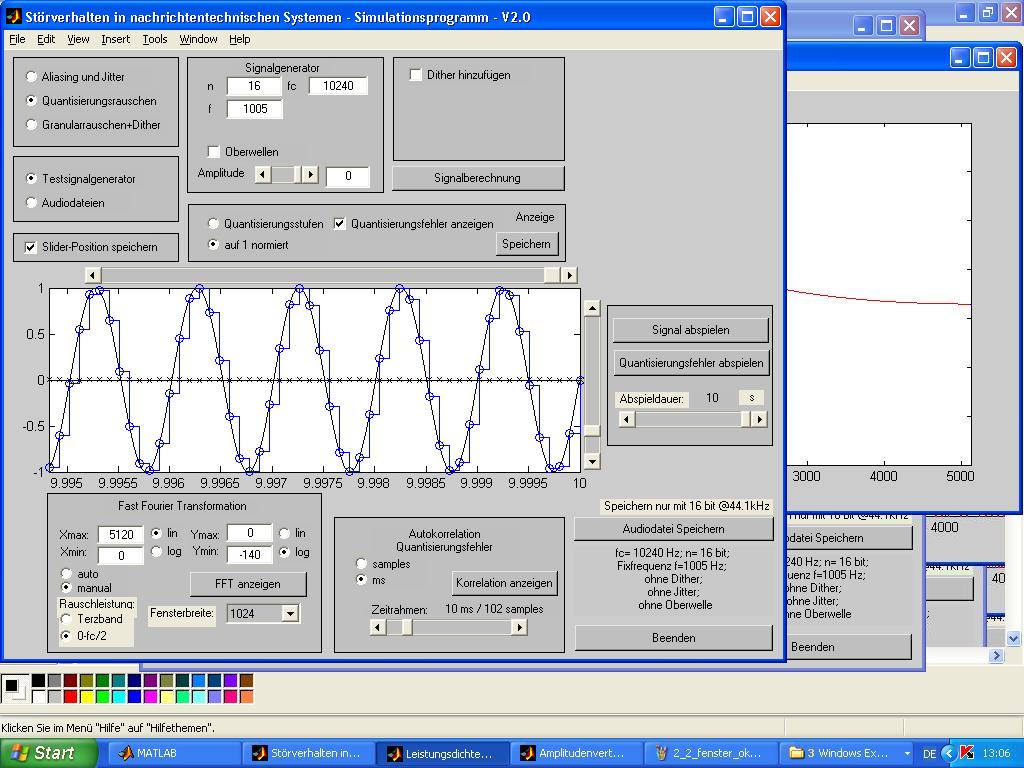 Störverhalten in nachrichtentechnischen Systemen - Simulationsprogramm - V2.0
File Edit View Insert Tools Window Help
Aliasing und Jitter
Quantisierungsrauschen
Granularrauschen+Dither
Signalgenerator
n 16 fc 10240
f 1005
Oberwellen
Amplitude 0
Dither hinzufügen
Signalberechnung
Testsignalgenerator
Audiodateien
Slider-Position speichern
Anzeige
Quantisierungsstufen Quantisierungsfehler anzeigen
auf 1 normiert Speichern
1
0.5
0
-0.5
-1
9.995 9.9955 9.996 9.9965 9.997 9.9975 9.998 9.9985 9.999 9.9995 10
Signal abspielen
Quantisierungsfehler abspielen
Abspieldauer: 10 s
3000 4000 5000
Fast Fourier Transformation
Xmax: 5120 lin Ymax: 0 lin
Xmin: 0 log Ymin: -140 log
auto
manual
FFT anzeigen
Rauschleistung:
Terzband
0-fc/2
Fensterbreite: 1024
Autokorrelation
Quantisierungsfehler
samples
ms
Korrelation anzeigen
Zeitrahmen: 10 ms / 102 samples
Speichern nur mit 16 bit @44.1kHz
Audiodatei Speichern
fc= 10240 Hz; n= 16 bit;
Fixfrequenz f=1005 Hz;
ohne Dither;
ohne Jitter;
ohne Oberwelle
Beenden
mit 16 bit @44.1kHz
odatei Speichern
40 Hz; n= 16 bit;
uenz f=1005 Hz;
hne Dither;
hne Jitter;
ne Oberwelle
Beenden
4000
40
Klicken Sie im Menü "Hilfe" auf "Hilfethemen".
Start MATLAB Störverhalten in... Leistungsdichte... Amplitudenvert... 2_2_fenster_ok... 3 Windows Ex... DE 13:06